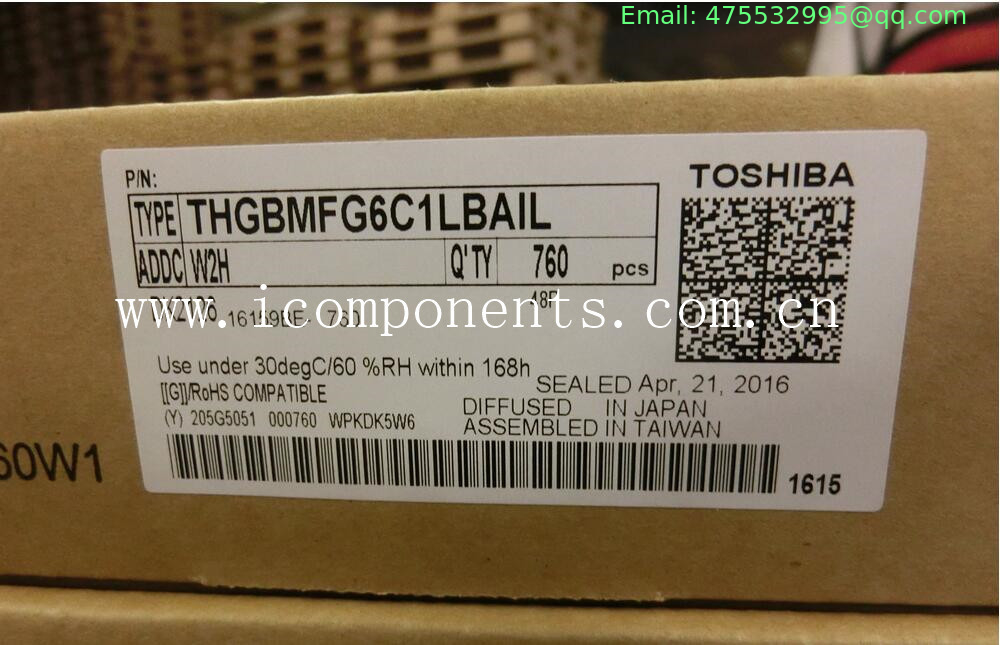 Email: 475532995@qq.com
P/N:
TOSHIBA
TYPE THGBMFG6C1LBAIL
ADDC W2H Q'TY 760 pcs
www.icomponents.com.cn
Use under 30degC/60 %RH within 168h
SEALED Apr, 21, 2016
[[G]]/RoHS COMPATIBLE
DIFFUSED IN JAPAN
(Y) 205G5051 000760 WPKDK5W6
ASSEMBLED IN TAIWAN
60W1
1615